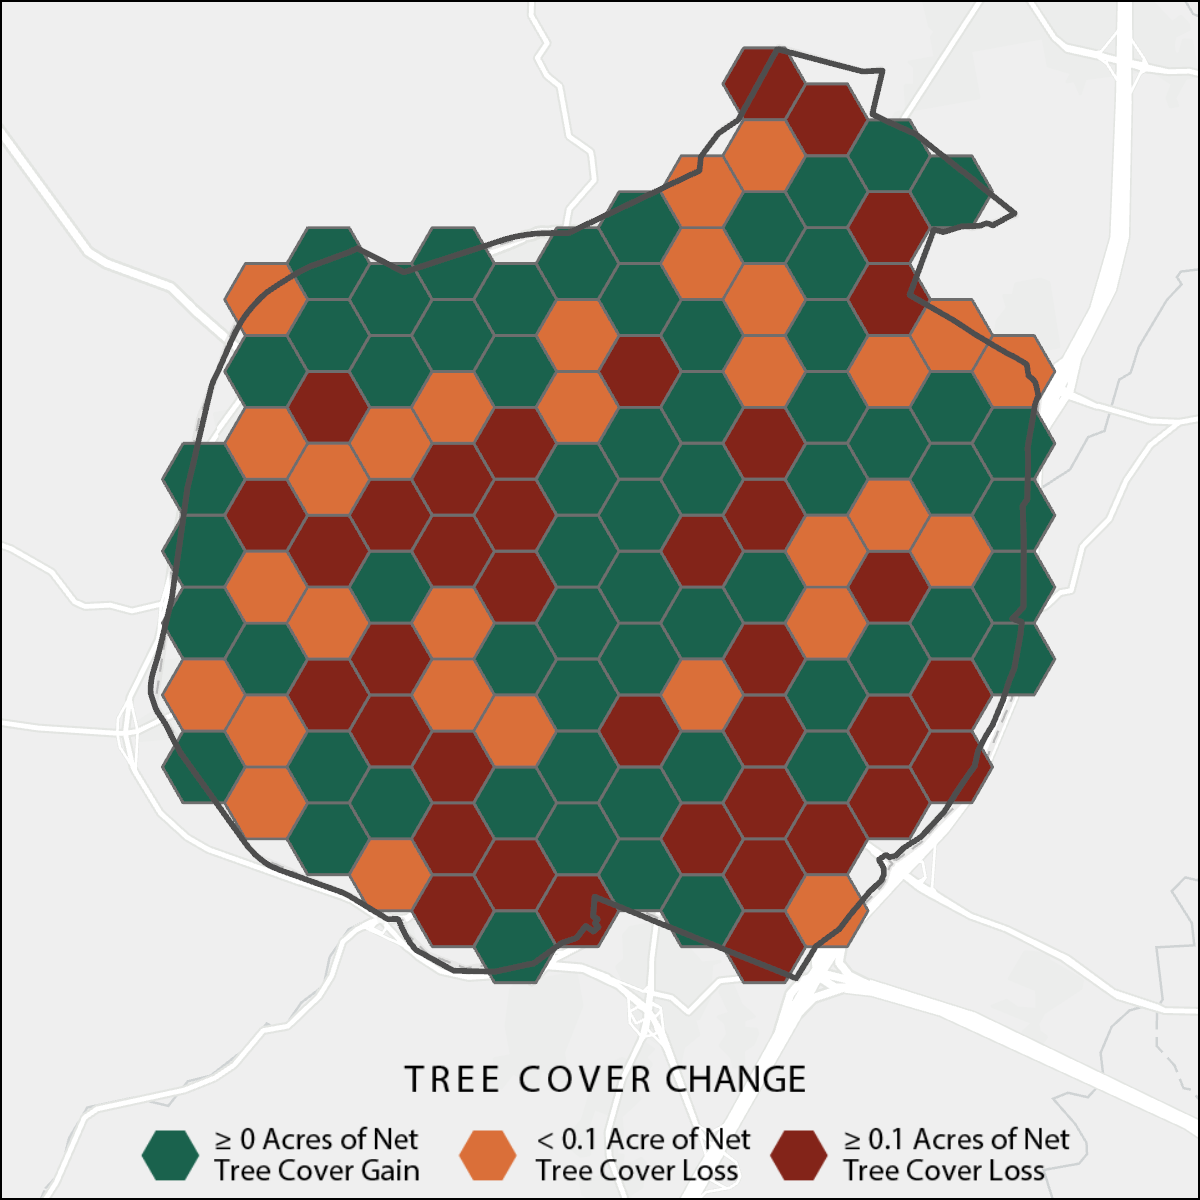 TREE COVER CHANGE
≥ 0 Acres of Net
Tree Cover Gain
< 0.1 Acre of Net
Tree Cover Loss
≥ 0.1 Acres of Net
Tree Cover Loss